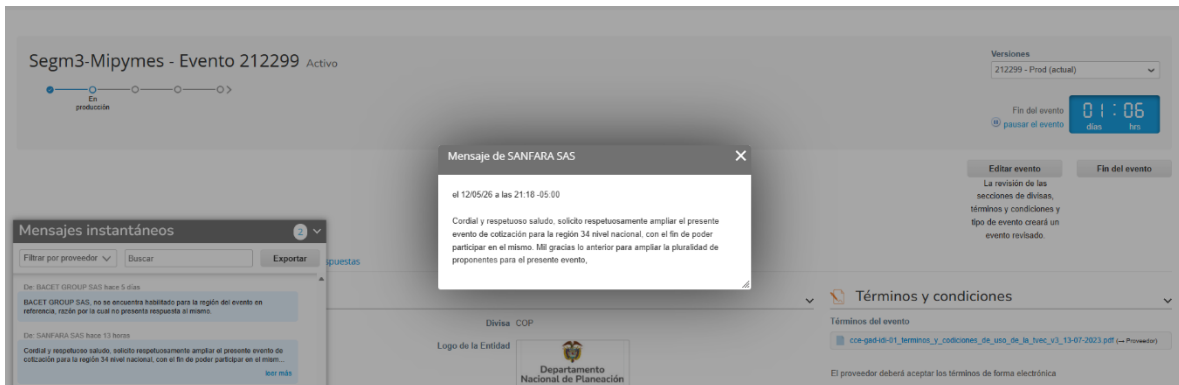 Segm3-Mipymes - Evento 212299 Activo
En
producción
Versiones
212299 - Prod (actual)
Fin del evento
pausar el evento
01 : 06
días hrs
Editar evento
Fin del evento
La revisión de las
secciones de divisas,
términos y condiciones y
tipo de evento creará un
evento revisado.
Mensaje de SANFARA SAS
el 12/05/26 a las 21:18 -05:00
Cordial y respetuoso saludo, solicito respetuosamente ampliar el presente
evento de cotización para la región 34 nivel nacional, con el fin de poder
participar en el mismo. Mil gracias lo anterior para ampliar la pluralidad de
proponentes para el presente evento,
Mensajes instantáneos 2
Filtrar por proveedor
Buscar
Exportar
puestas
De: BACET GROUP SAS hace 5 días
BACET GROUP SAS, no se encuentra habilitado para la región del evento en
referencia, razón por la cual no presenta respuesta al mismo.
De: SANFARA SAS hace 13 horas
Cordial y respetuoso saludo, solicito respetuosamente ampliar el presente evento de
cotización para la región 34 nivel nacional, con el fin de poder participar en el mism...
leer más
Divisa COP
Logo de la Entidad
Departamento
Nacional de Planeación
Términos y condiciones
Términos del evento
cce-gad-idi-01_terminos_y_codiciones_de_uso_de_la_tvec_v3_13-07-2023.pdf (→ Proveedor)
El proveedor deberá aceptar los términos de forma electrónica